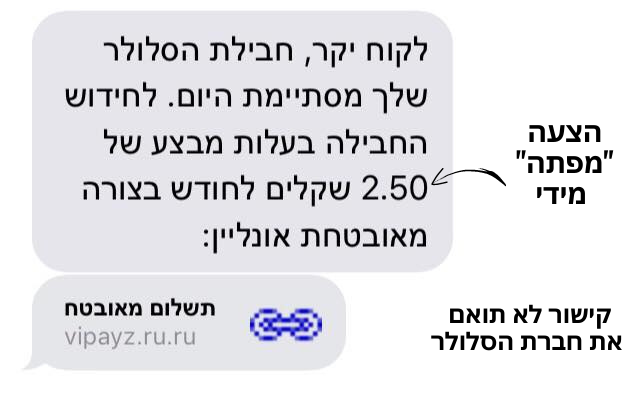 לקוח יקר, חבילת הסלולר
שלך מסתיימת היום. לחידוש
החבילה בעלות מבצע של
2.50 שקלים לחודש בצורה
מאובטחת אונליין:
הצעה
"מפתה"
מידי
תשלום מאובטח
vipayz.ru.ru
קישור לא תואם
את חברת הסלולר